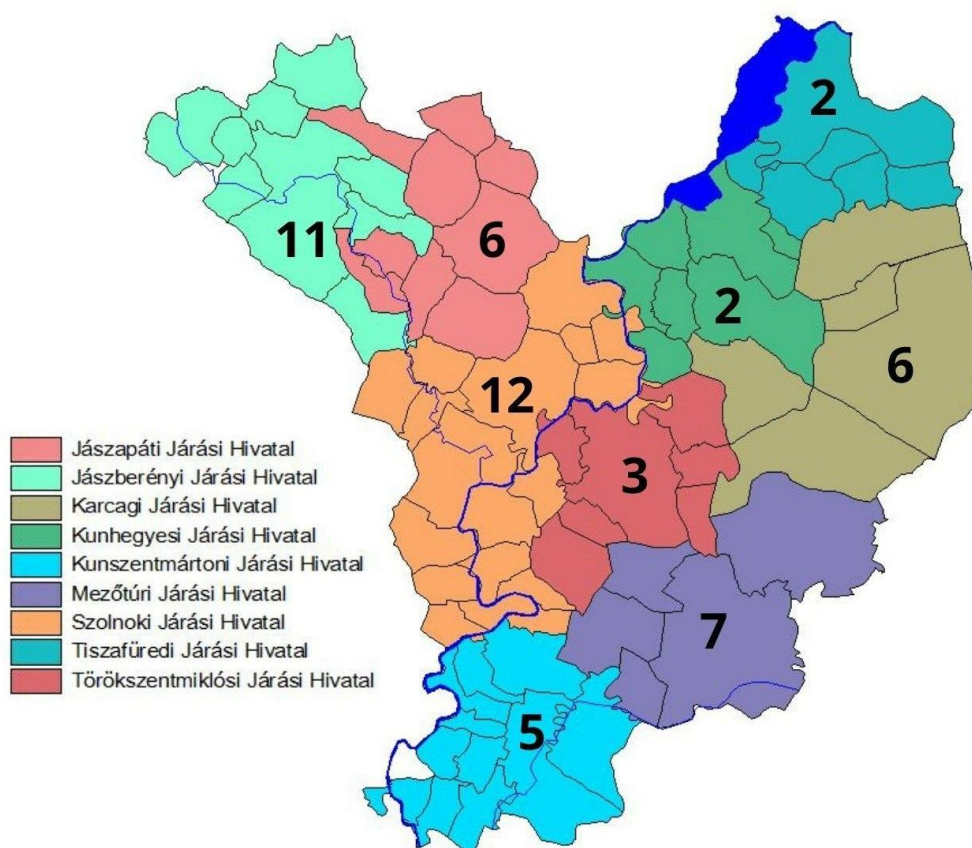 2
11
6
2
6
12
3
7
5
Jászapáti Járási Hivatal
Jászberényi Járási Hivatal
Karcagi Járási Hivatal
Kunhegyesi Járási Hivatal
Kunszentmártoni Járási Hivatal
Mezőtúri Járási Hivatal
Szolnoki Járási Hivatal
Tiszafüredi Járási Hivatal
Törökszentmiklósi Járási Hivatal